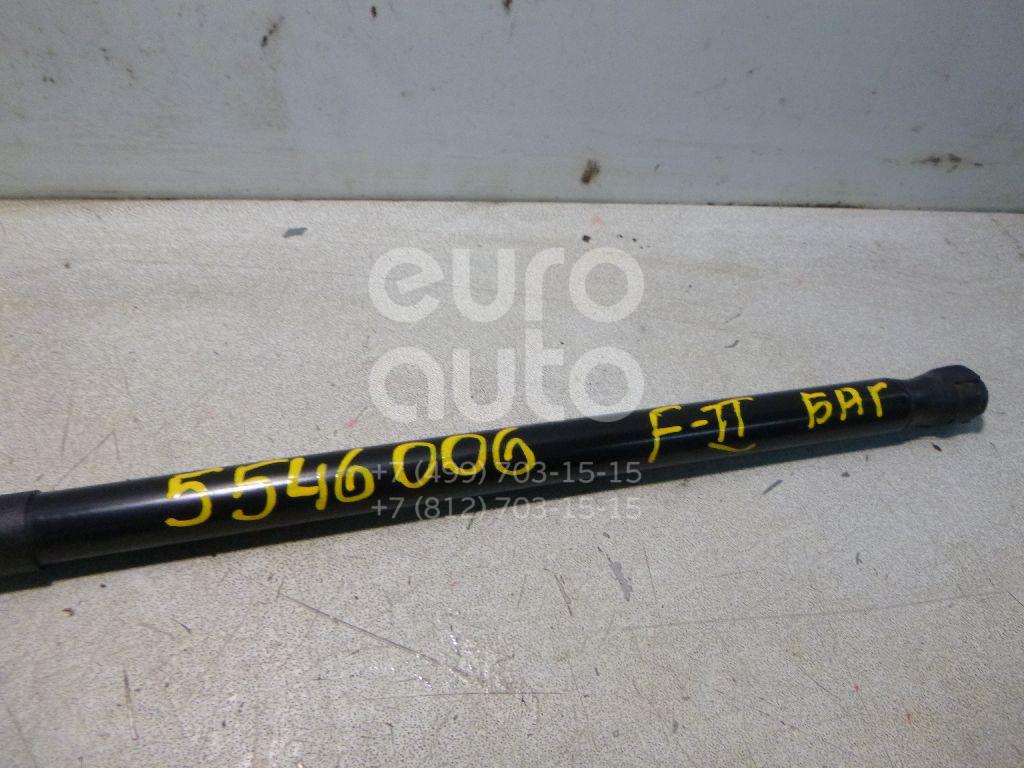 euro
auto
5546006 F-II БАГ
+7 (499) 703-15-15
+7 (812) 703-15-15